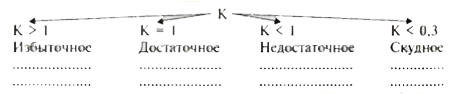 K
K > 1 K = 1 K < 1 K < 0,3
Избыточное Достаточное Недостаточное Скудное
.................... .................... .................... ..............
.................... .................... .................... ..............